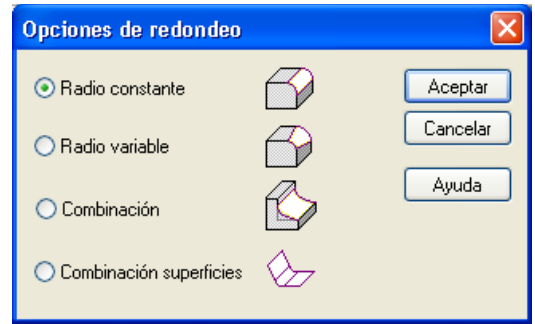 Opciones de redondeo
Radio constante
Aceptar
Radio variable
Cancelar
Ayuda
Combinación
Combinación superficies